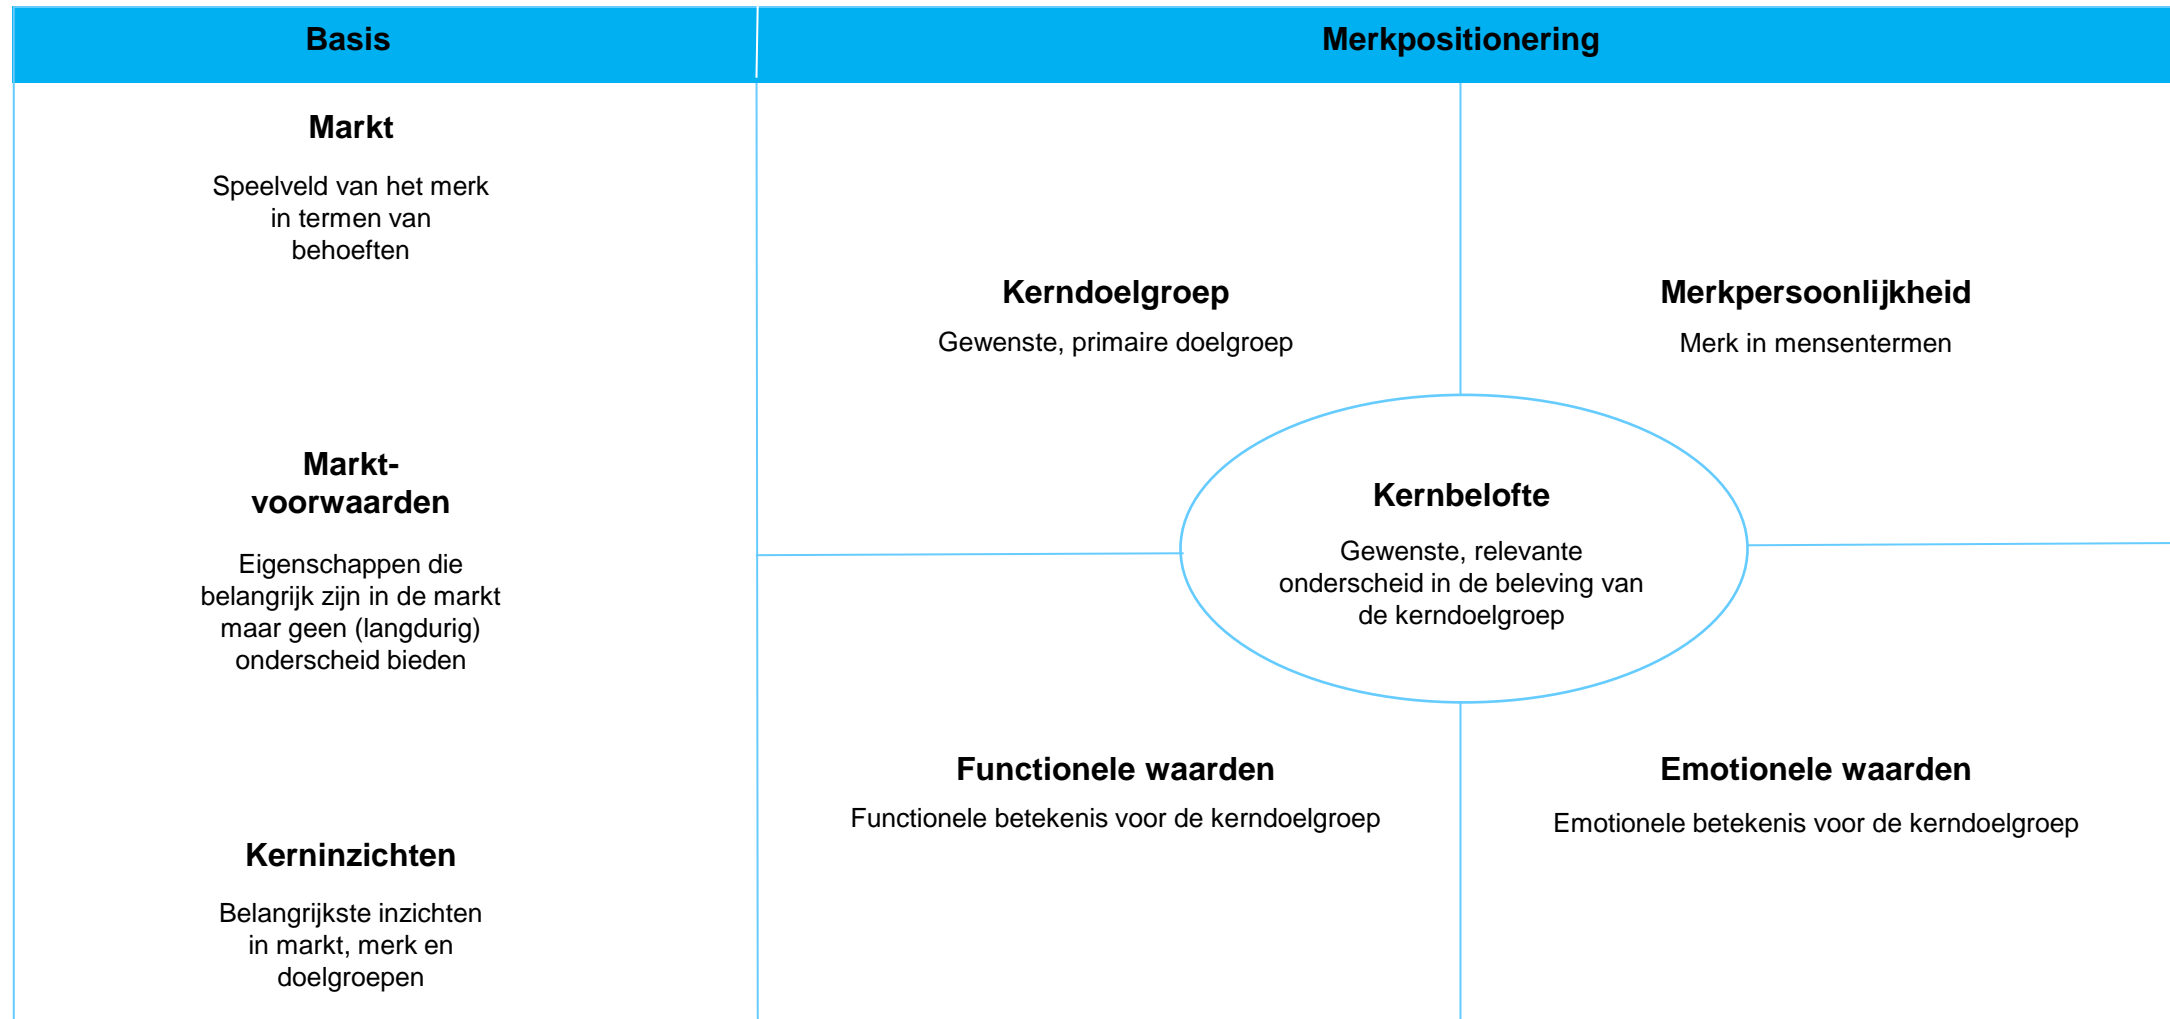 Basis
Merkpositionering
Markt
Speelveld van het merk
in termen van
behoeften
Markt-
voorwaarden
Eigenschappen die
belangrijk zijn in de markt
maar geen (langdurig)
onderscheid bieden
Kerninzichten
Belangrijkste inzichten
in markt, merk en
doelgroepen
Kerndoelgroep
Gewenste, primaire doelgroep
Merkpersoonlijkheid
Merk in mensentermen
Kernbelofte
Gewenste, relevante
onderscheid in de beleving van
de kerndoelgroep
Functionele waarden
Functionele betekenis voor de kerndoelgroep
Emotionele waarden
Emotionele betekenis voor de kerndoelgroep